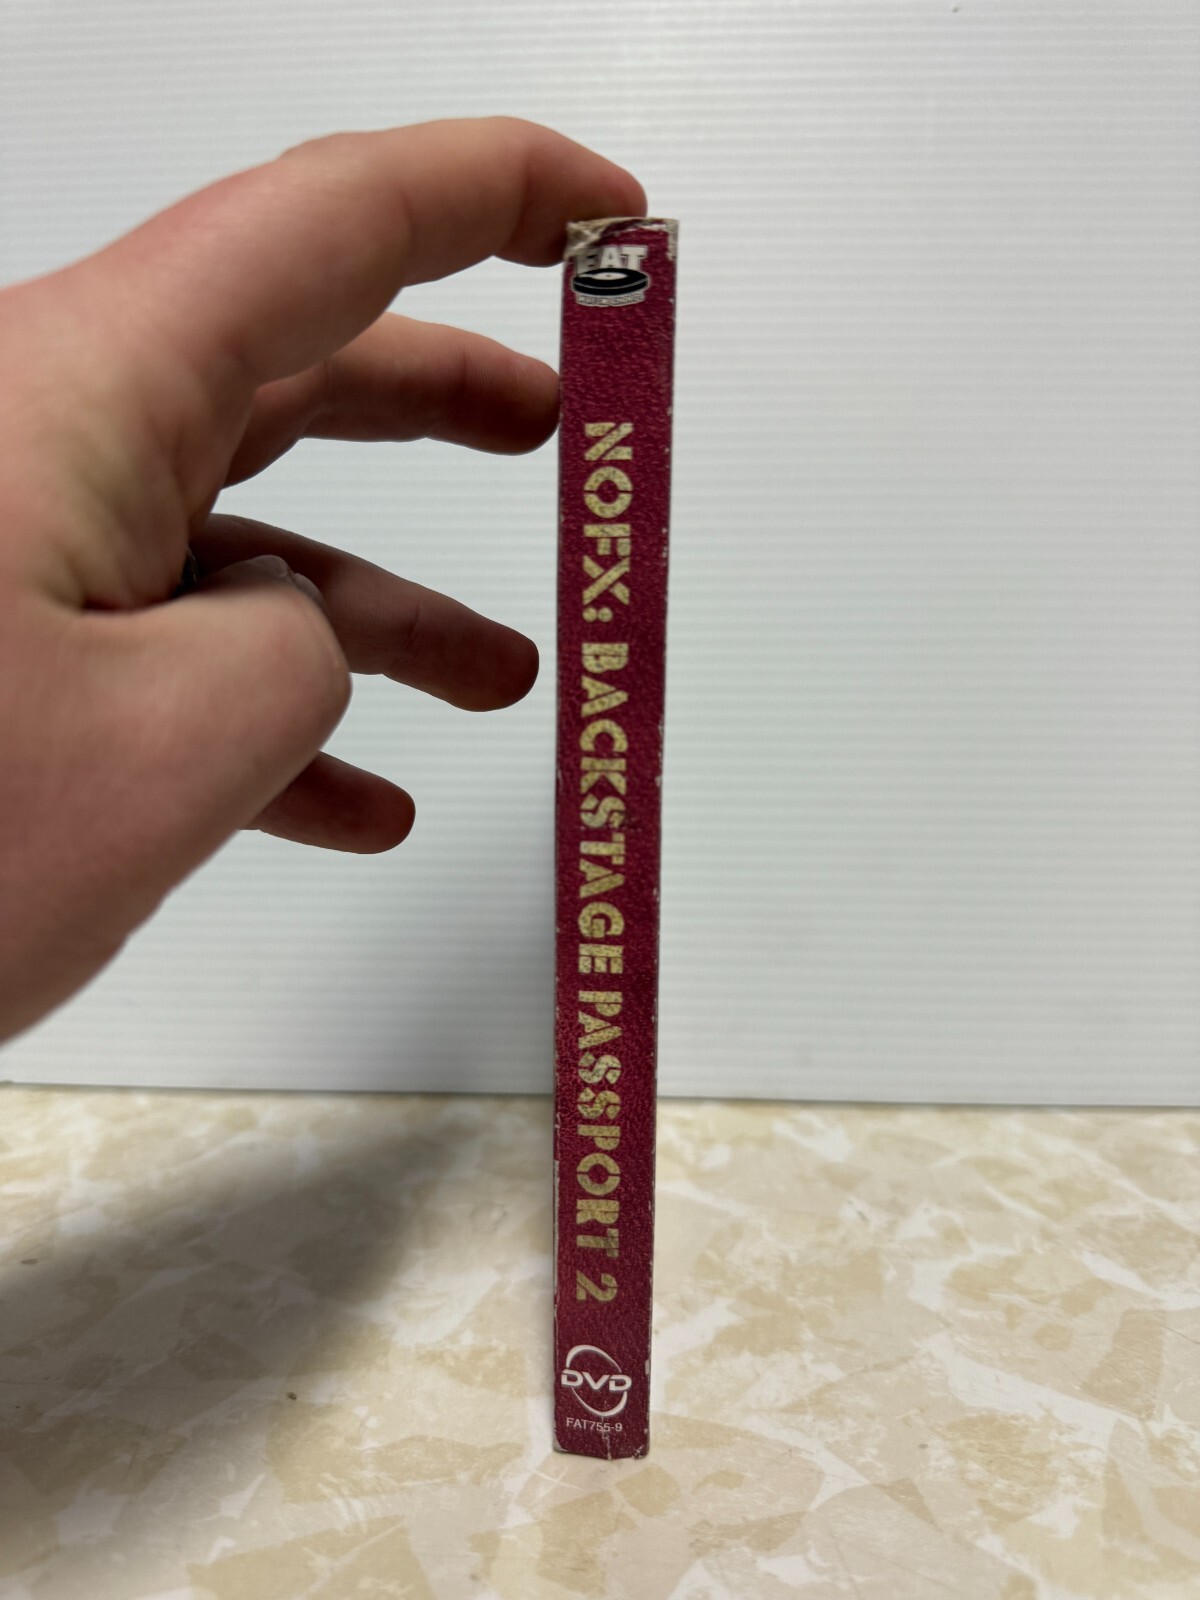 FAT
NOFX: BACKSTAGE PASSPORT 2
DVD
FAT755-9